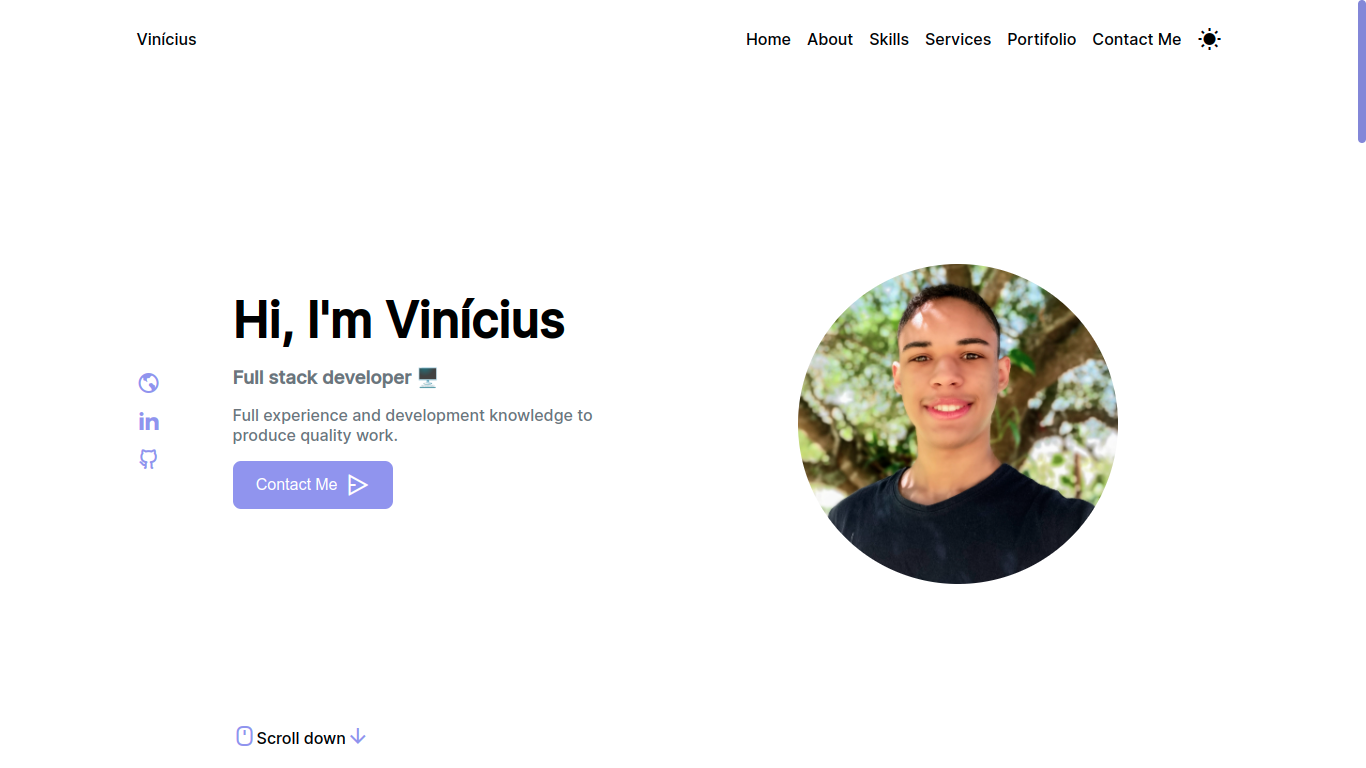 Vinícius
Home About Skills Services Portifolio Contact Me
Hi, I'm Vinícius
Full stack developer
Full experience and development knowledge to
produce quality work.
Contact Me
Scroll down